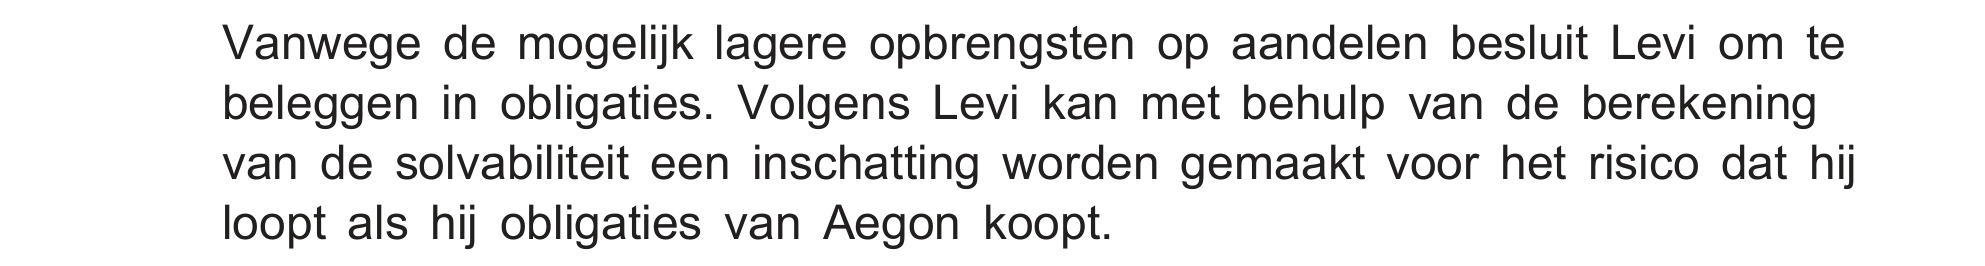 Vanwege de mogelijk lagere opbrengsten op aandelen besluit Levi om te
beleggen in obligaties. Volgens Levi kan met behulp van de berekening
van de solvabiliteit een inschatting worden gemaakt voor het risico dat hij
loopt als hij obligaties van Aegon koopt.